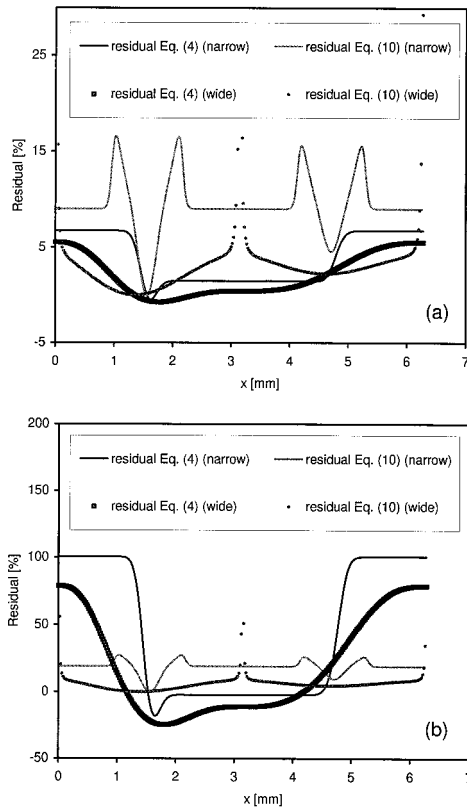 25
15
5
-5
Residual [%]
residual Eq. (4) (narrow)
residual Eq. (10) (narrow)
residual Eq. (4) (wide)
residual Eq. (10) (wide)
(a)
0 1 2 3 4 5 6 7
x [mm]
200
150
100
50
0
-50
Residual [%]
residual Eq. (4) (narrow)
residual Eq. (10) (narrow)
residual Eq. (4) (wide)
residual Eq. (10) (wide)
(b)
0 1 2 3 4 5 6 7
x [mm]